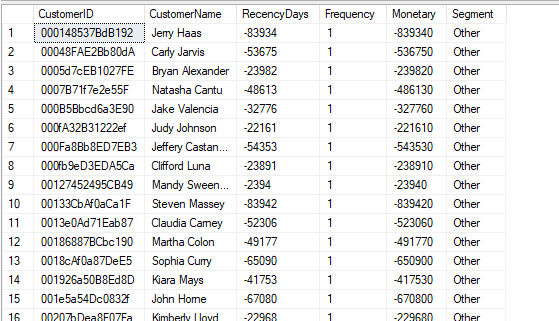 CustomerID CustomerName RecencyDays Frequency Monetary Segment
1 000148537BdB192 Jerry Haas -83934 1 -839340 Other
2 00048FAE2Bb80dA Carly Jarvis -53675 1 -536750 Other
3 0005d7cEB1027FE Bryan Alexander -23982 1 -239820 Other
4 0007B71f7e2e55F Natasha Cantu -48613 1 -486130 Other
5 000B5Bbcd6a3E90 Jake Valencia -32776 1 -327760 Other
6 000fA32B31222ef Judy Johnson -22161 1 -221610 Other
7 000Fa8Bb8ED7EB3 Jeffery Castan... -54353 1 -543530 Other
8 000fb9eD3EDA5Ca Clifford Luna -23891 1 -238910 Other
9 00127452495CB49 Mandy Sween... -2394 1 -23940 Other
10 00133CbAf0aCa1F Steven Massey -83942 1 -839420 Other
11 0013e0Ad71Eab87 Claudia Carney -52306 1 -523060 Other
12 00186887BCbc190 Martha Colon -49177 1 -491770 Other
13 0018cAf0a87DeE5 Sophia Curry -65090 1 -650900 Other
14 001926a50B8Ed8D Kiara Mays -41753 1 -417530 Other
15 001e5a54Dc0832f John Horne -67080 1 -670800 Other
16 00207bDea8F07Fa Kimberly Lloyd -22968 1 -229680 Other